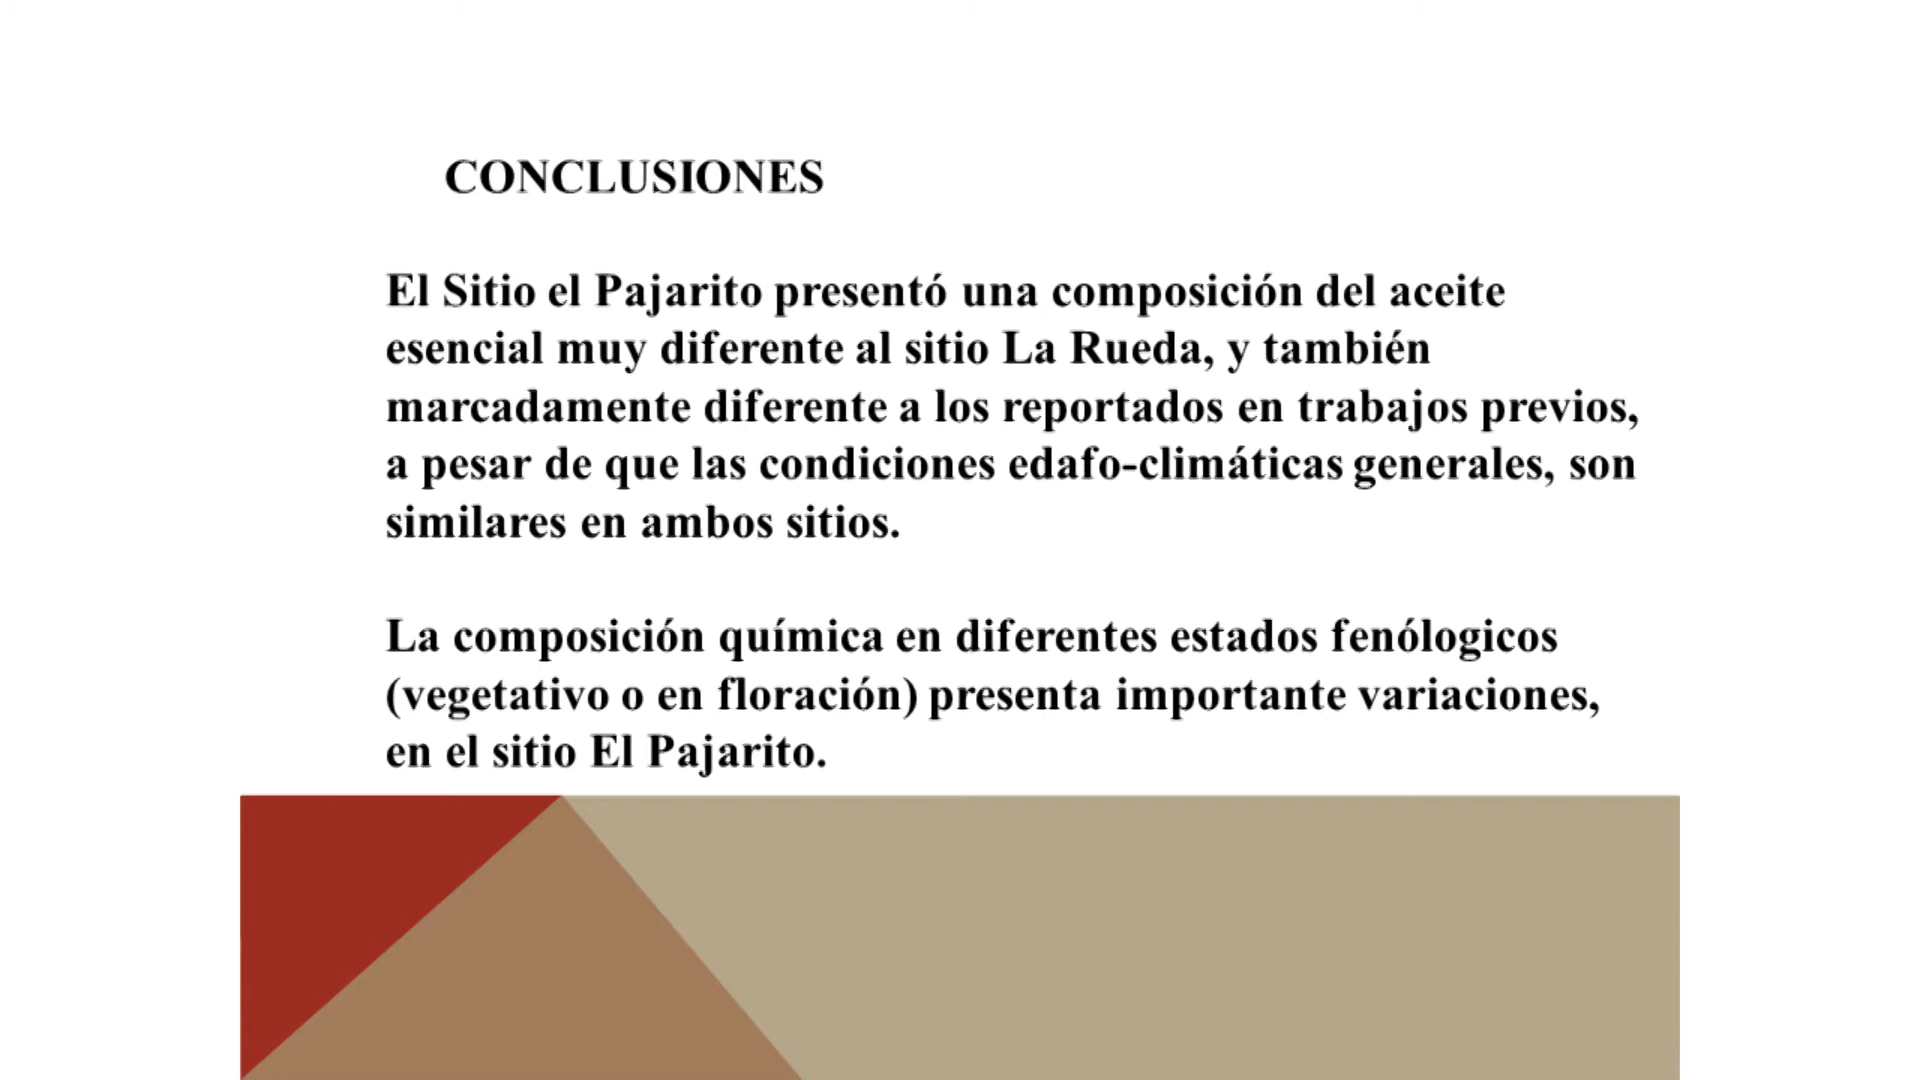 CONCLUSIONES
El Sitio el Pajarito presentó una composición del aceite
esencial muy diferente al sitio La Rueda, y también
marcadamente diferente a los reportados en trabajos previos,
a pesar de que las condiciones edafo-climáticas generales, son
similares en ambos sitios.
La composición química en diferentes estados fenólogicos
(vegetativo o en floración) presenta importante variaciones,
en el sitio El Pajarito.